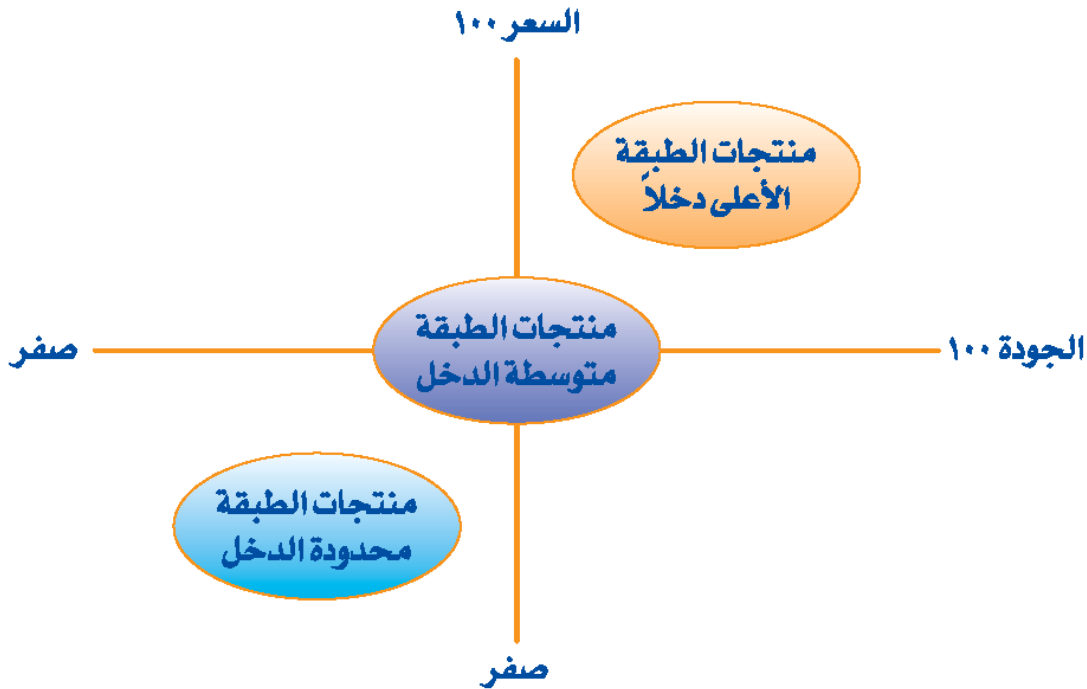 السعر ١٠٠
منتجات الطبقة
الأعلى دخلاً
منتجات الطبقة
متوسطة الدخل
الجودة ١٠٠
صفر
منتجات الطبقة
محدودة الدخل
صفر